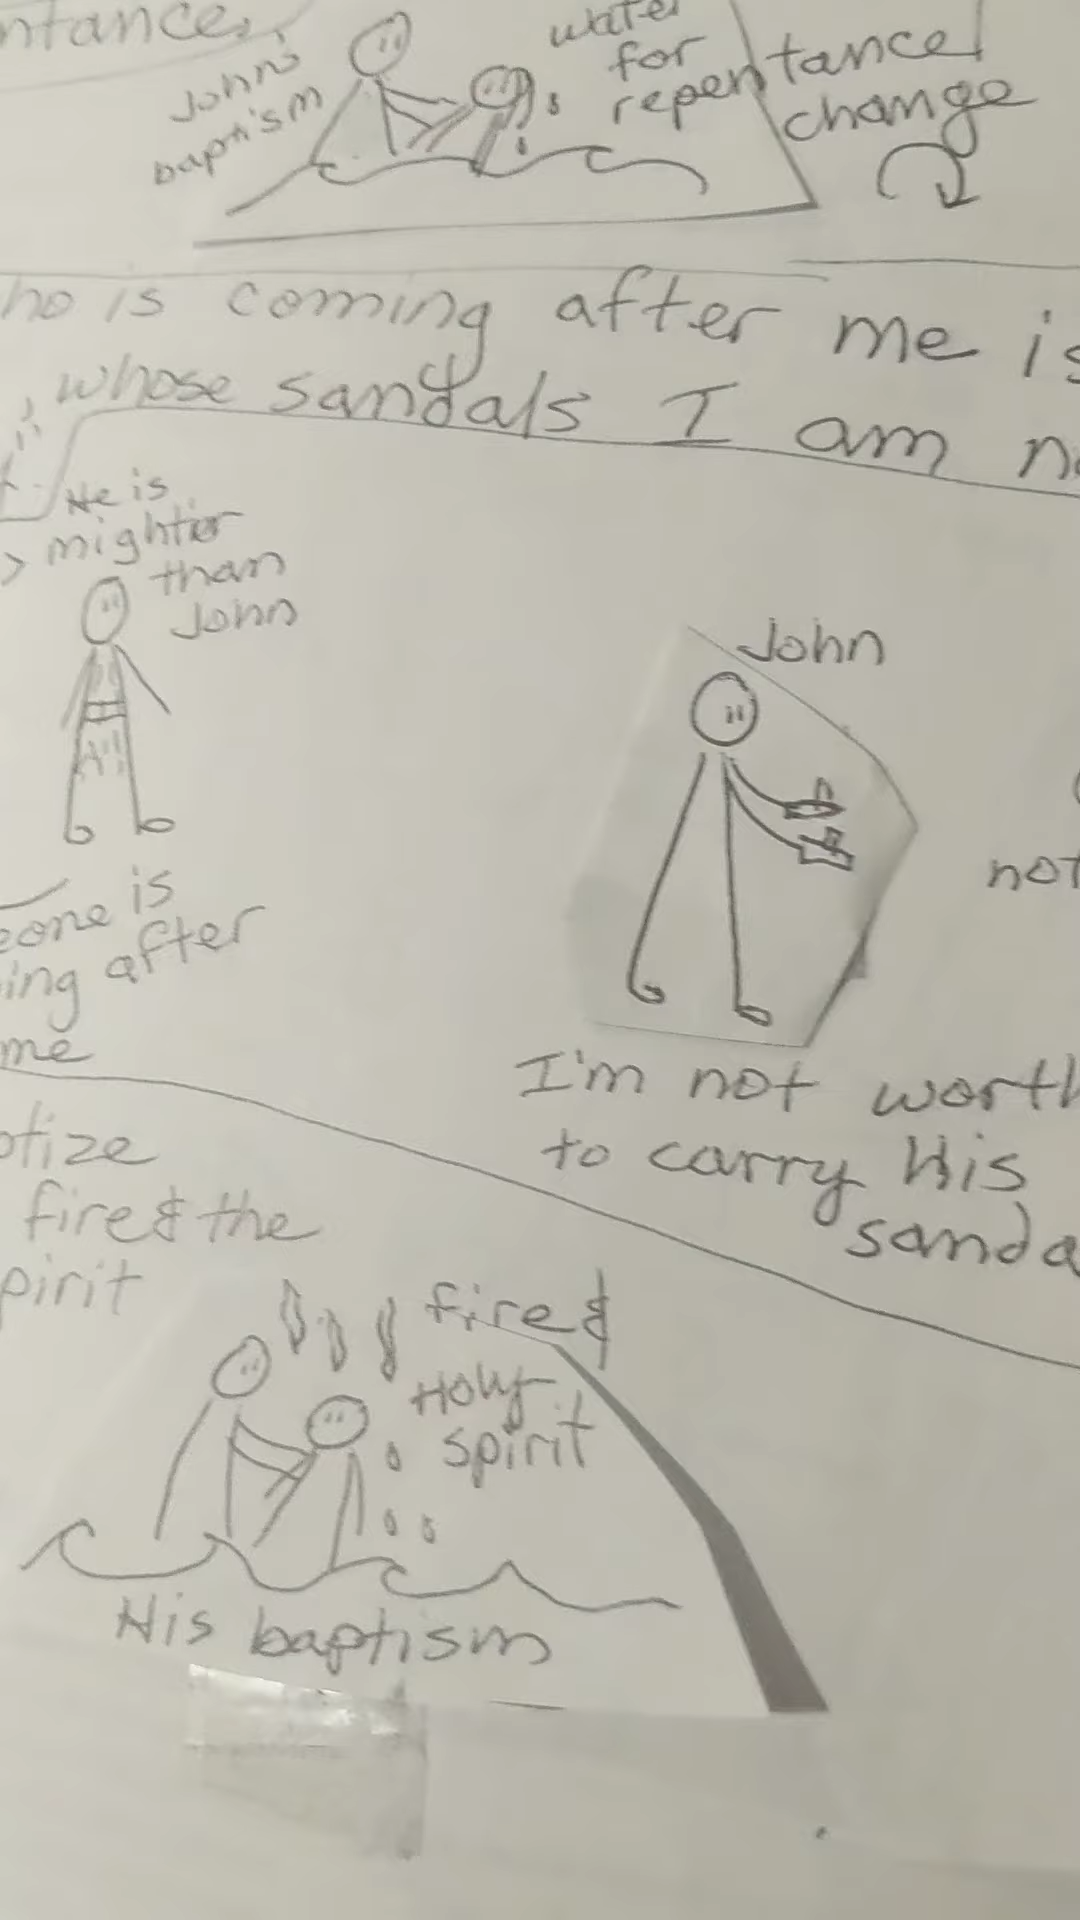 ntance.
John's
baptism
water
for
repentance/
change
ho is coming after me is
, whose sandals I am no
He is
mightier
than
John
John
not
eone is
ing after
me
I'm not worth
to carry His
sanda
otize
fire & the
pirit
fire &
Holy
spirit
His baptism